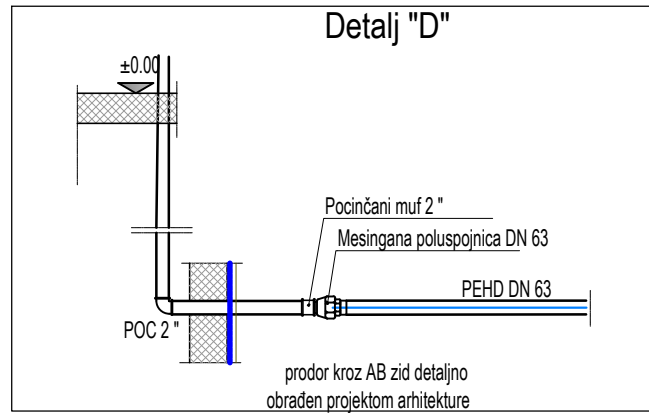 Detalj "D"
±0.00
Pocinčani muf 2 "
Mesingana poluspojnica DN 63
PEHD DN 63
POC 2 "
prodor kroz AB zid detaljno
obrađen projektom arhitekture